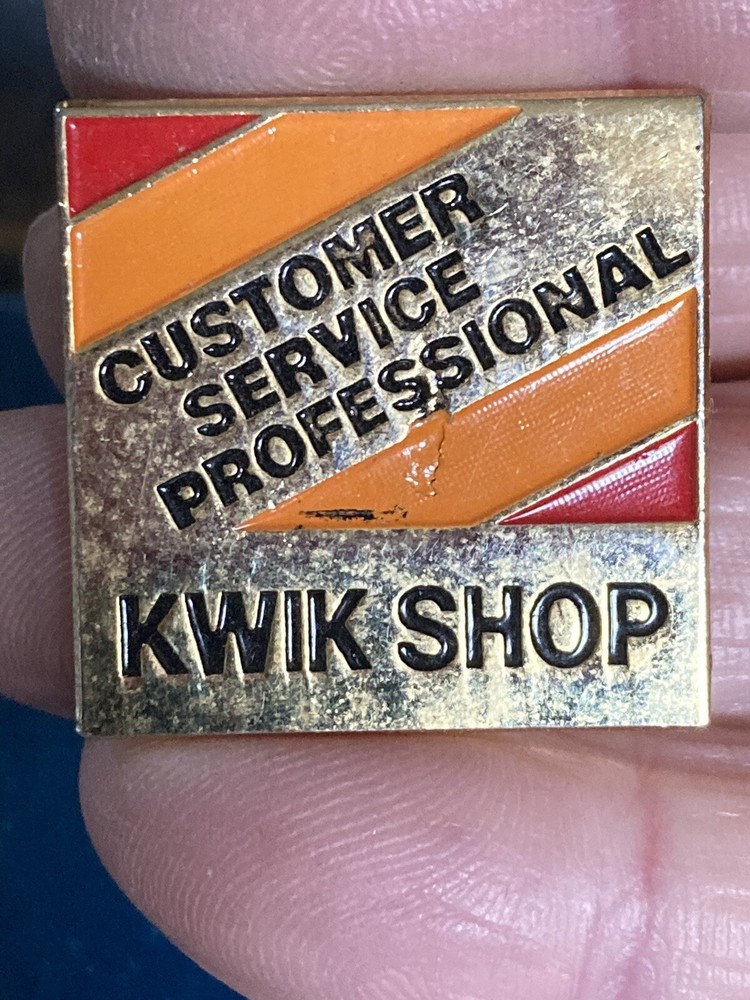 CUSTOMER
SERVICE
PROFESSIONAL
KWIK SHOP